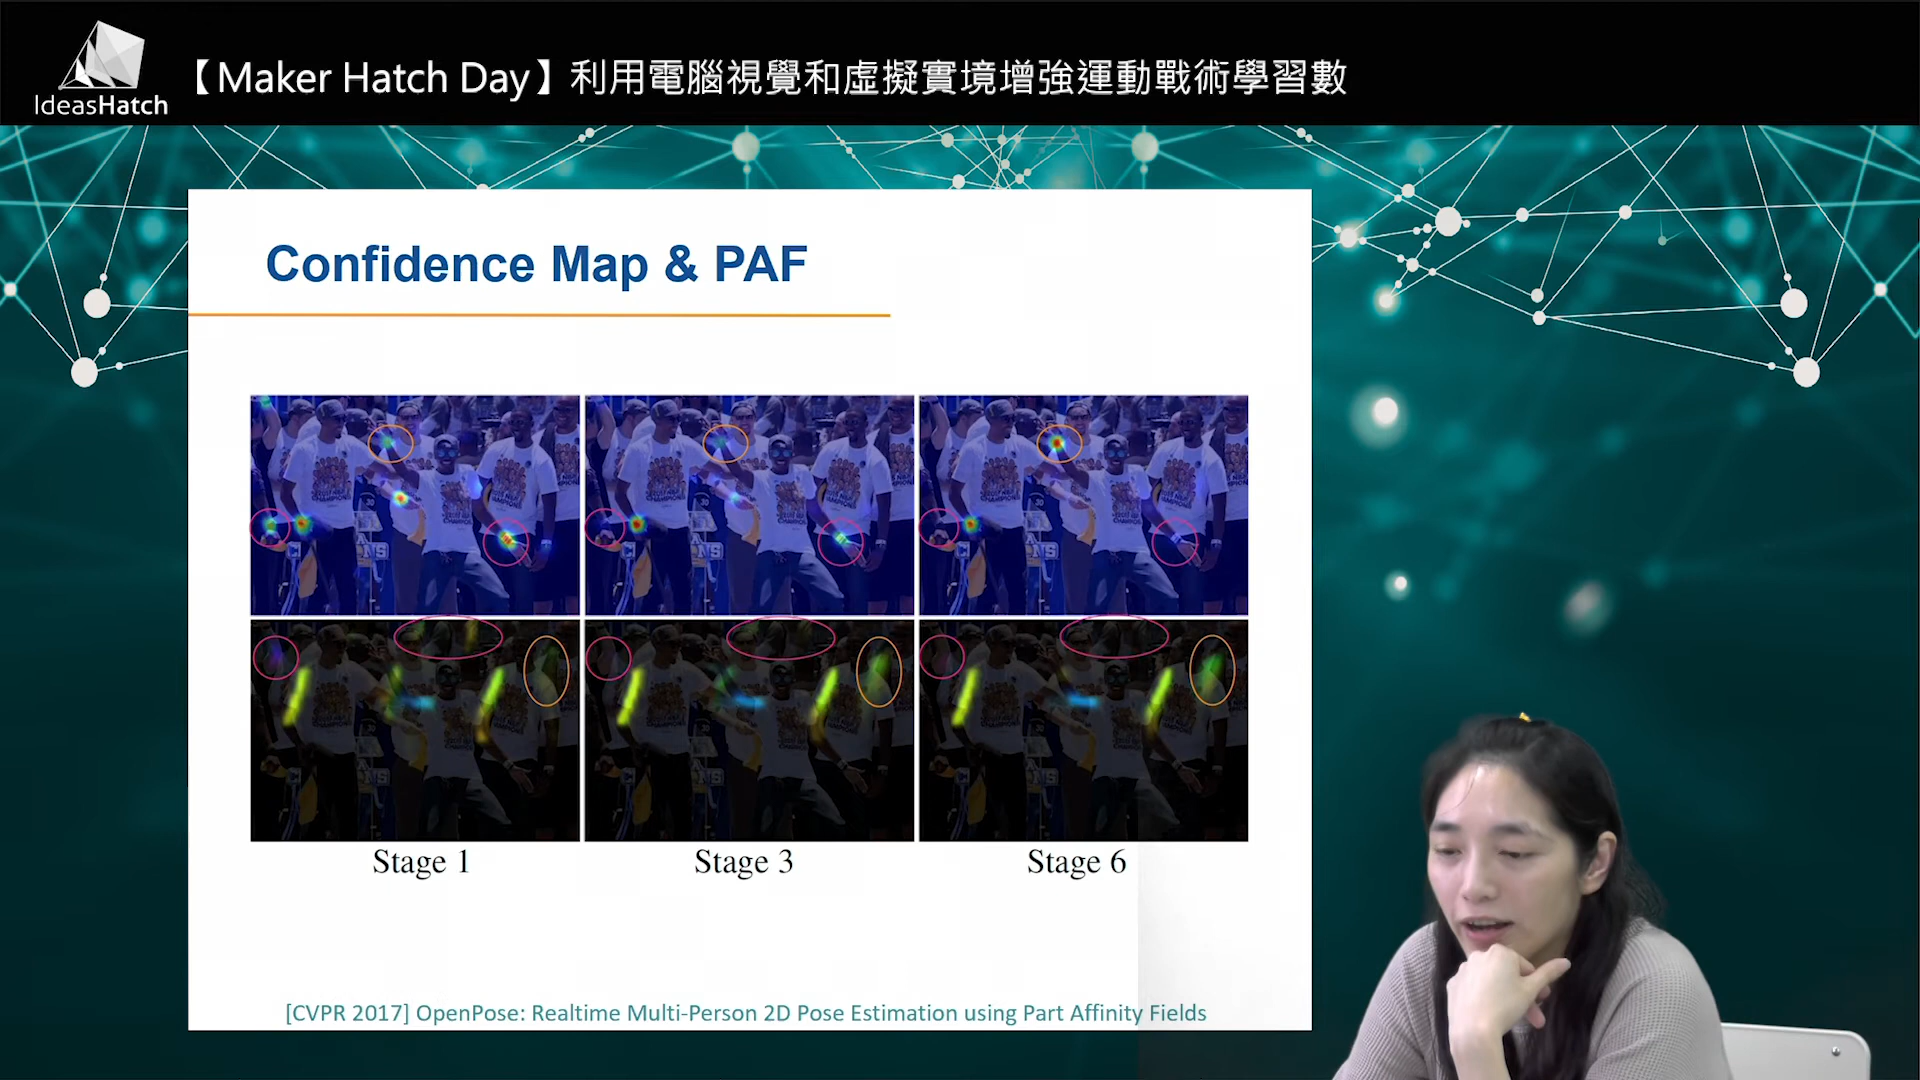 IdeasHatch
【Maker Hatch Day】利用電腦視覺和虛擬實境增強運動戰術學習數
Confidence Map & PAF
Stage 1
Stage 3
Stage 6
[CVPR 2017] OpenPose: Realtime Multi-Person 2D Pose Estimation using Part Affinity Fields